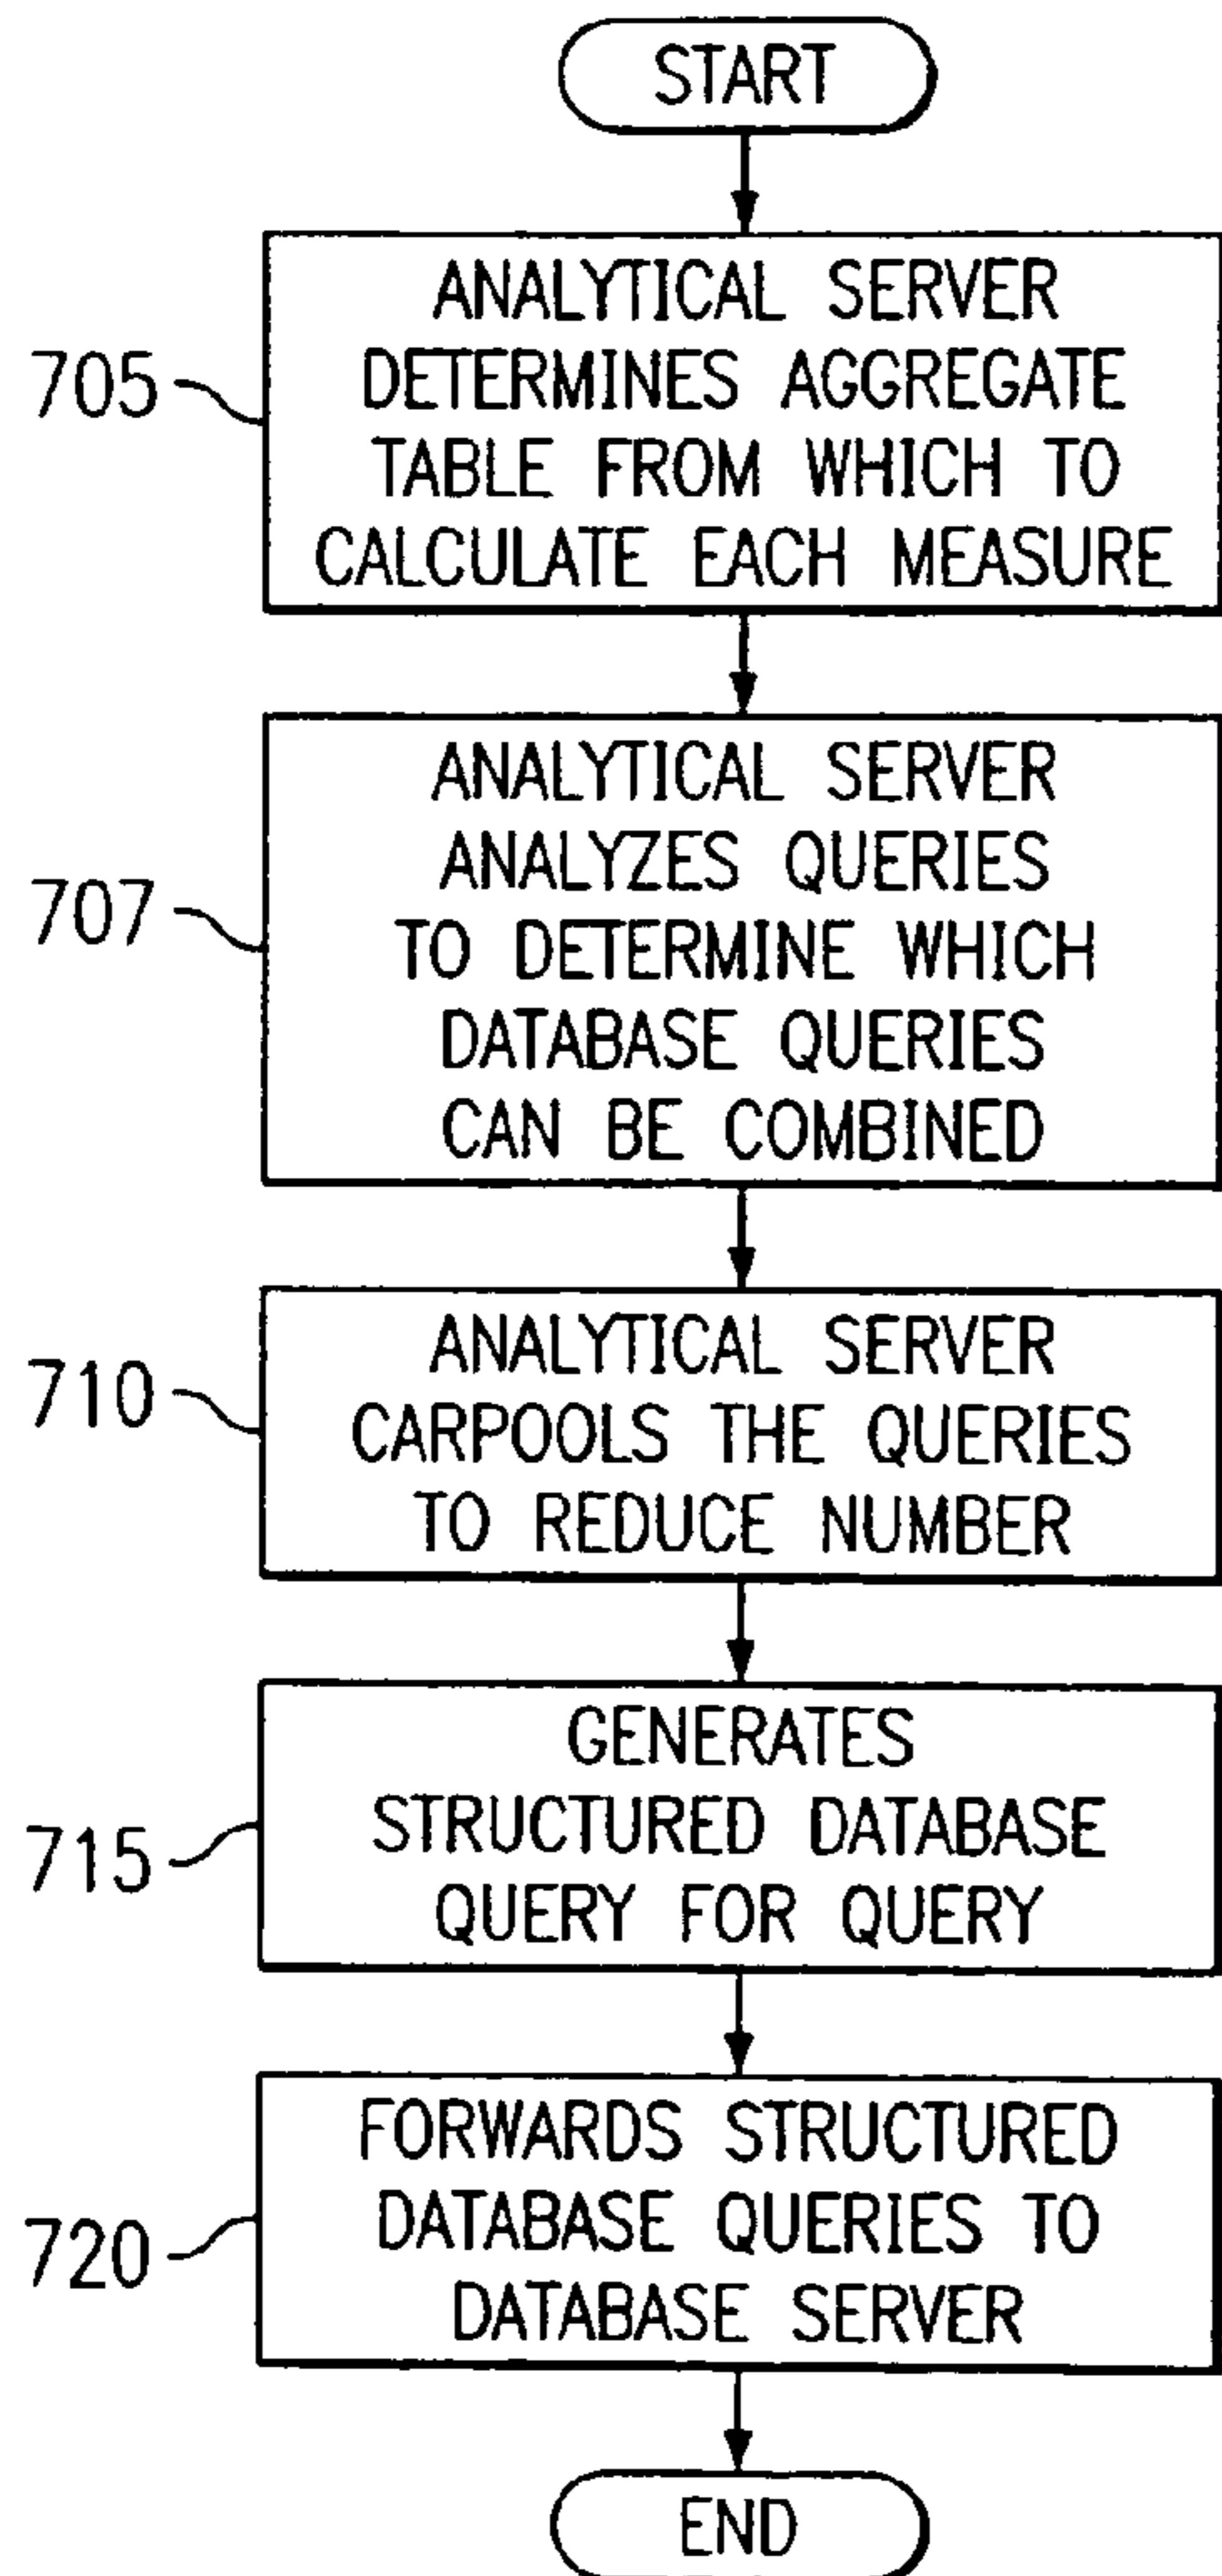 START
705
ANALYTICAL SERVER
DETERMINES AGGREGATE
TABLE FROM WHICH TO
CALCULATE EACH MEASURE
707
ANALYTICAL SERVER
ANALYZES QUERIES
TO DETERMINE WHICH
DATABASE QUERIES
CAN BE COMBINED
710
ANALYTICAL SERVER
CARPOOLS THE QUERIES
TO REDUCE NUMBER
715
GENERATES
STRUCTURED DATABASE
QUERY FOR QUERY
720
FORWARDS STRUCTURED
DATABASE QUERIES TO
DATABASE SERVER
END